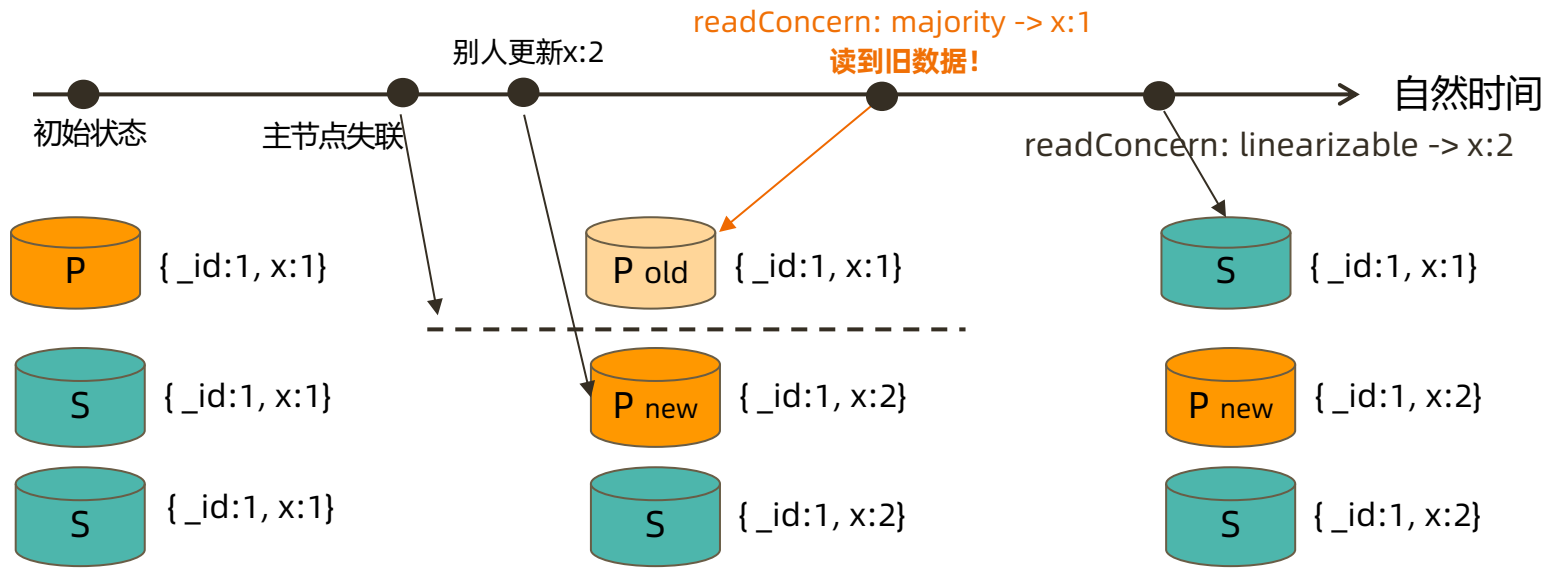 readConcern: majority -> x:1
读到旧数据！
别人更新x:2
自然时间
初始状态
主节点失联
readConcern: linearizable -> x:2
P { _id:1, x:1}
P old { _id:1, x:1}
S { _id:1, x:1}
S { _id:1, x:1}
P new { _id:1, x:2}
P new { _id:1, x:2}
S { _id:1, x:1}
S { _id:1, x:2}
S { _id:1, x:2}